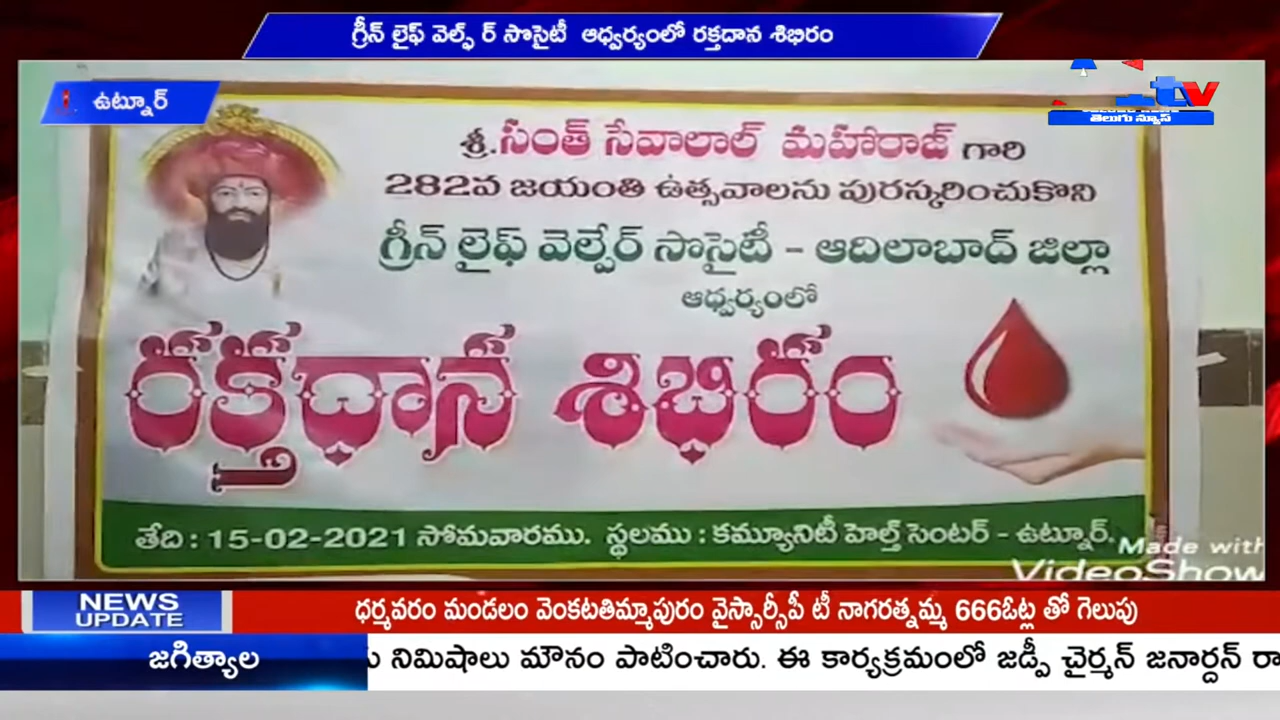 గ్రీన్ లైఫ్ వెల్ఫ్ ర్ సొసైటీ ఆధ్వర్యంలో రక్తదాన శిభిరం
ఉట్నూర్
tv
తెలుగు న్యూస్
శ్రీ.సంత్ సేవాలాల్ మహారాజ్ గారి
282వ జయంతి ఉత్సవాలను పురస్కరించుకొని
గ్రీన్ లైఫ్ వెల్పేర్ సొసైటీ - ఆదిలాబాద్ జిల్లా
ఆధ్వర్యంలో
రక్తదాన శిభిరం
తేది : 15-02-2021 సోమవారము. స్థలము : కమ్యూనిటీ హెల్త్ సెంటర్ - ఉట్నూర్.
Made with
VideoShow
NEWS UPDATE
ధర్మవరం మండలం వెంకటతిమ్మాపురం వైస్సార్సీపీ టీ నాగరత్నమ్మ 666ఓట్ల తో గెలుపు
జగిత్యాల
నిమిషాలు మౌనం పాటించారు. ఈ కార్యక్రమంలో జడ్పీ చైర్మన్ జనార్దన్ రా